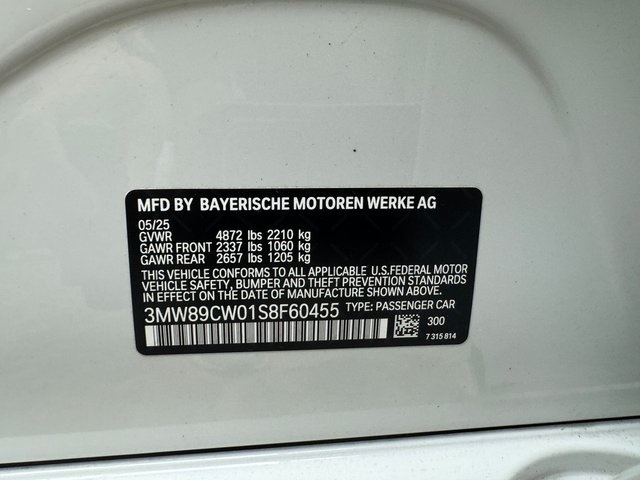 MFD BY BAYERISCHE MOTOREN WERKE AG
05/25
GVWR 4872 lbs 2210 kg
GAWR FRONT 2337 lbs 1060 kg
GAWR REAR 2657 lbs 1205 kg
THIS VEHICLE CONFORMS TO ALL APPLICABLE U.S.FEDERAL MOTOR
VEHICLE SAFETY, BUMPER AND THEFT PREVENTION STANDARDS
IN EFFECT ON THE DATE OF MANUFACTURE SHOWN ABOVE.
3MW89CW01S8F60455 TYPE: PASSENGER CAR
300
7 315 814